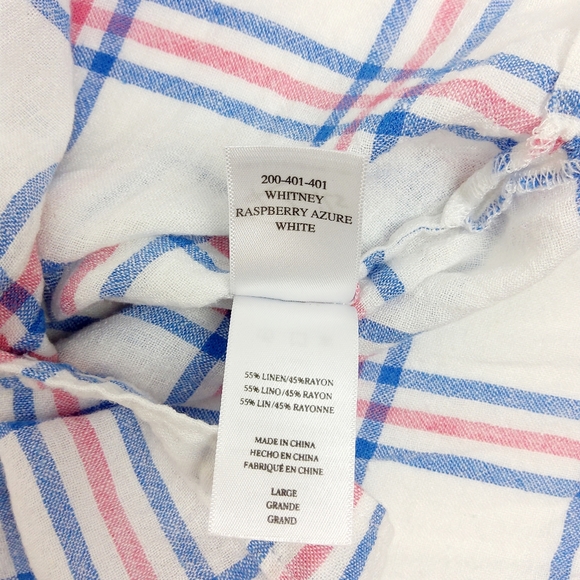 200-401-401
WHITNEY
RASPBERRY AZURE
WHITE
55% LINEN/45%RAYON
55% LINO/45% RAYON
55% LIN/45% RAYONNE
MADE IN CHINA
HECHO EN CHINA
FABRIQUÉ EN CHINE
LARGE
GRANDE
GRAND